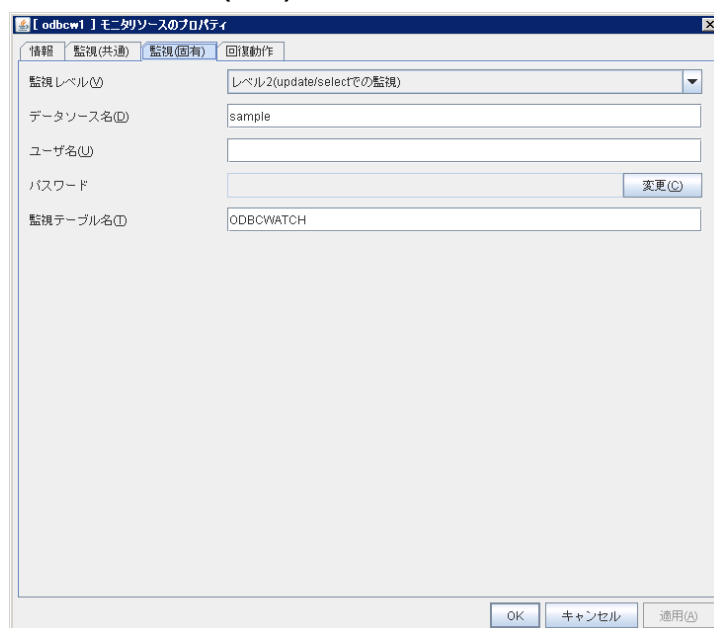 [ odbcw1 ] モニタリソースのプロパティ
情報 監視(共通) 監視(固有) 回復動作
監視レベル(V) レベル2(update/selectでの監視)
データソース名(D) sample
ユーザ名(U)
パスワード 変更(C)
監視テーブル名(T) ODBCWATCH
OK キャンセル 適用(A)